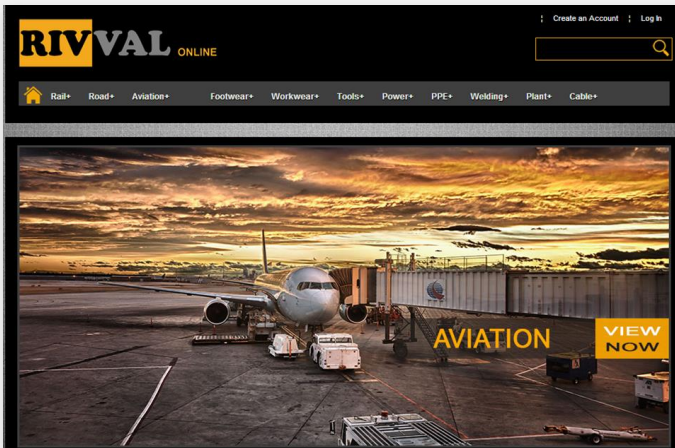 ¦ Create an Account ¦ Log In
RIVVAL ONLINE
Rail+ Road+ Aviation+ Footwear+ Workwear+ Tools+ Power+ PPE+ Welding+ Plant+ Cable+
AVIATION
VIEW
NOW